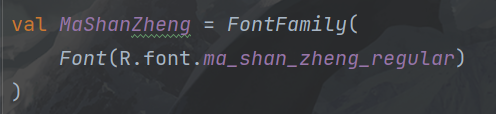 val MaShanZheng = FontFamily(
    Font(R.font.ma_shan_zheng_regular)
)